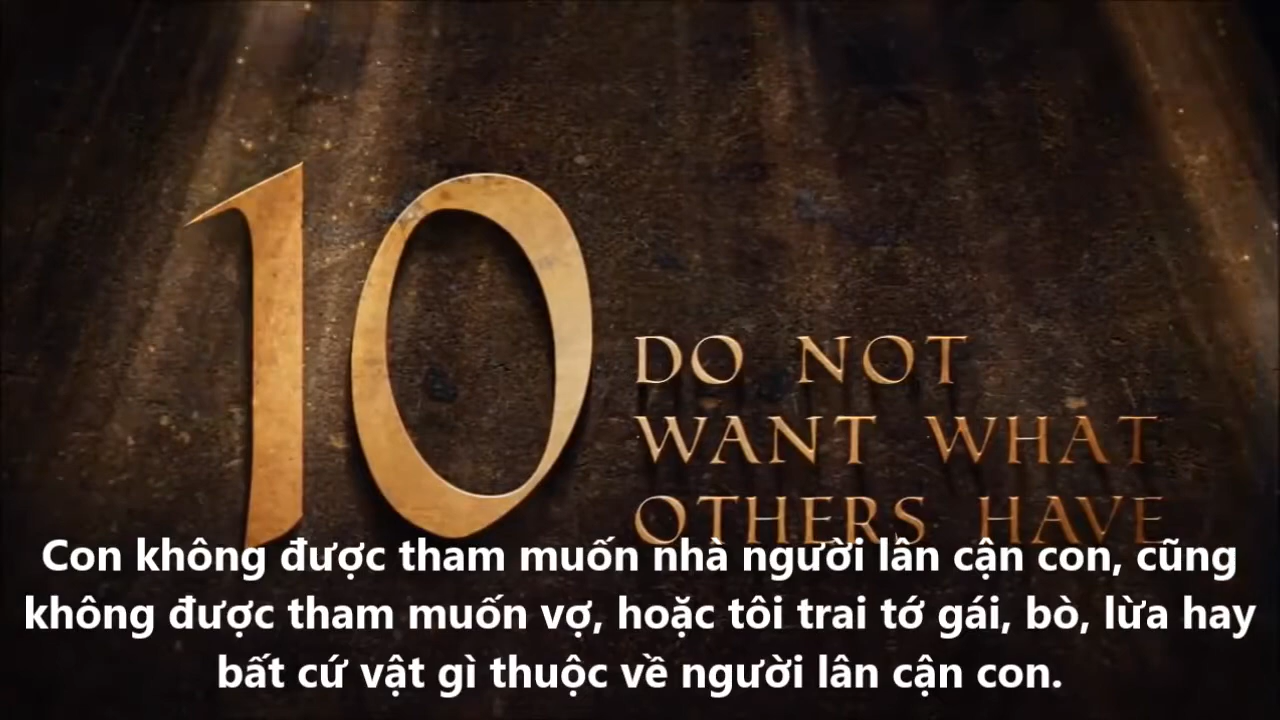 10
DO NOT
WANT WHAT
OTHERS HAVE
Con không được tham muốn nhà người lân cận con, cũng
không được tham muốn vợ, hoặc tôi trai tớ gái, bò, lừa hay
bất cứ vật gì thuộc về người lân cận con.